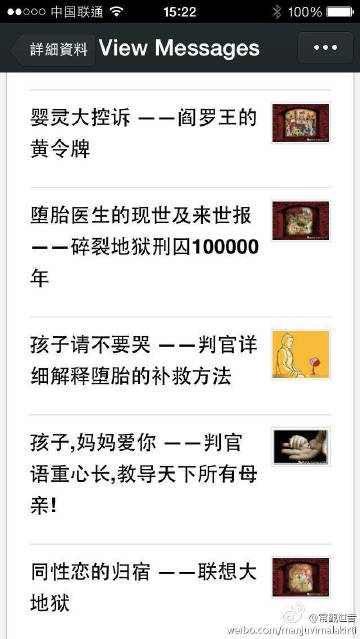 中国联通 15:22 100%
詳細資料 View Messages
婴灵大控诉 ——阎罗王的
黄令牌
堕胎医生的现世及来世报
——碎裂地狱刑囚100000
年
孩子请不要哭 ——判官详
细解释堕胎的补救方法
孩子,妈妈爱你 ——判官
语重心长,教导天下所有母
亲!
同性恋的归宿 ——联想大
地狱
@常觀世音
weibo.com/manjuvimalakirti